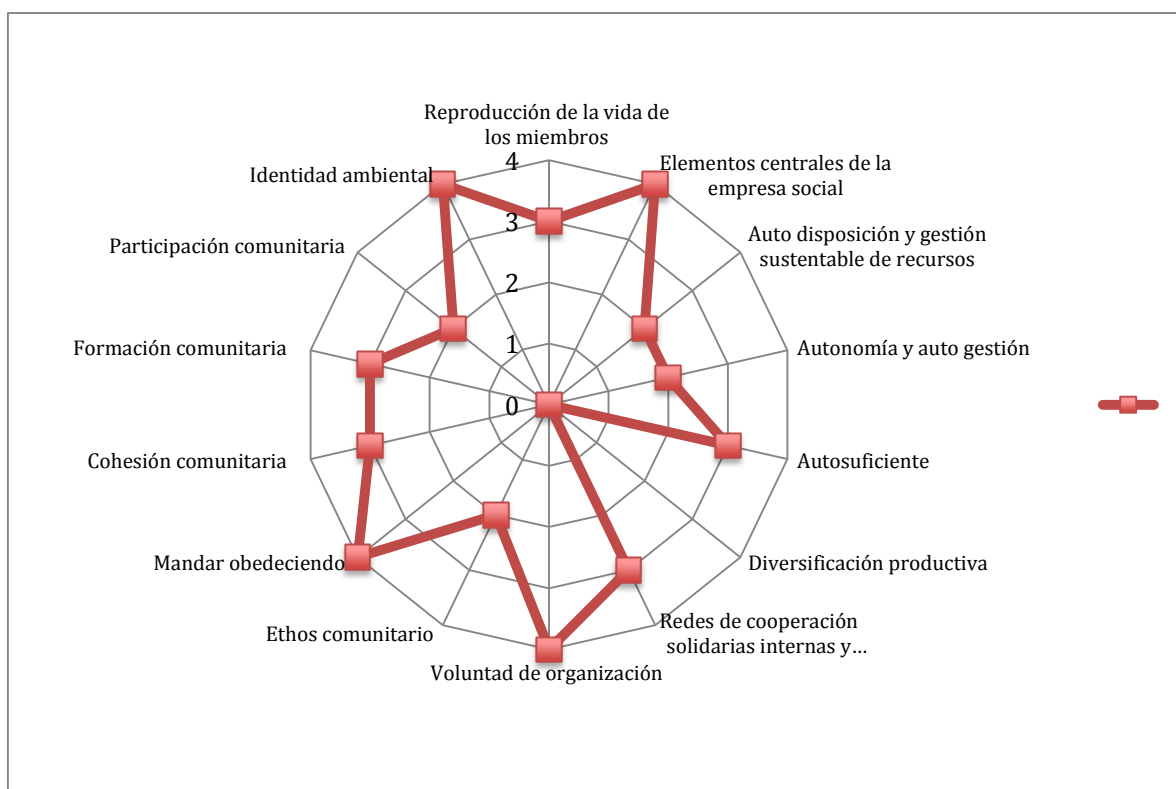 Reproducción de la vida de
los miembros
Elementos centrales de la
empresa social
Auto disposición y gestión
sustentable de recursos
Autonomía y auto gestión
Autosuficiente
Diversificación productiva
Redes de cooperación
solidarias internas y…
Voluntad de organización
Ethos comunitario
Mandar obedeciendo
Cohesión comunitaria
Formación comunitaria
Participación comunitaria
Identidad ambiental
4
3
2
1
0